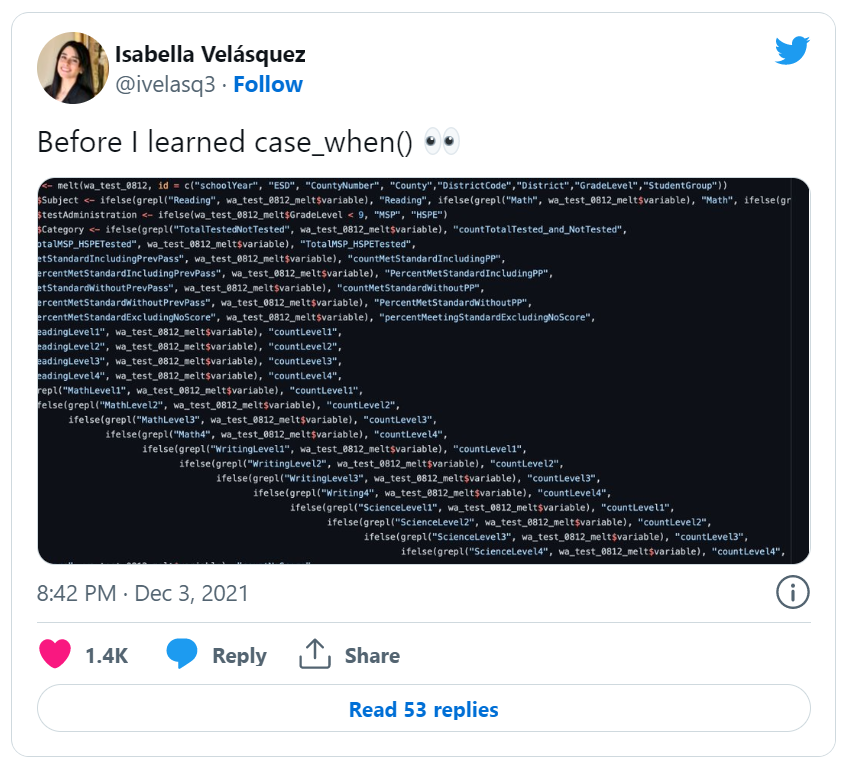 Isabella Velásquez
@ivelasq3 · Follow
Before I learned case_when() 👀
<- melt(wa_test_0812, id = c("schoolYear", "ESD", "CountyNumber", "County","DistrictCode","District","GradeLevel","StudentGroup"))
$Subject <- ifelse(grepl("Reading", wa_test_0812_melt$variable), "Reading", ifelse(grepl("Math", wa_test_0812_melt$variable), "Math", ifelse(gr
$testAdministration <- ifelse(wa_test_0812_melt$GradeLevel < 9, "MSP", "HSPE")
$Category <- ifelse(grepl("TotalTestedNotTested", wa_test_0812_melt$variable), "countTotalTested_and_NotTested",
otalMSP_HSPETested", wa_test_0812_melt$variable), "TotalMSP_HSPETested",
etStandardIncludingPrevPass", wa_test_0812_melt$variable), "countMetStandardIncludingPP",
ercentMetStandardIncludingPrevPass", wa_test_0812_melt$variable), "PercentMetStandardIncludingPP",
etStandardWithoutPrevPass", wa_test_0812_melt$variable), "countMetStandardWithoutPP",
ercentMetStandardWithoutPrevPass", wa_test_0812_melt$variable), "PercentMetStandardWithoutPP",
ercentMetStandardExcludingNoScore", wa_test_0812_melt$variable), "percentMeetingStandardExcludingNoScore",
eadingLevel1", wa_test_0812_melt$variable), "countLevel1",
eadingLevel2", wa_test_0812_melt$variable), "countLevel2",
eadingLevel3", wa_test_0812_melt$variable), "countLevel3",
eadingLevel4", wa_test_0812_melt$variable), "countLevel4",
repl("MathLevel1", wa_test_0812_melt$variable), "countLevel1",
felse(grepl("MathLevel2", wa_test_0812_melt$variable), "countLevel2",
ifelse(grepl("MathLevel3", wa_test_0812_melt$variable), "countLevel3",
ifelse(grepl("Math4", wa_test_0812_melt$variable), "countLevel4",
ifelse(grepl("WritingLevel1", wa_test_0812_melt$variable), "countLevel1",
ifelse(grepl("WritingLevel2", wa_test_0812_melt$variable), "countLevel2",
ifelse(grepl("WritingLevel3", wa_test_0812_melt$variable), "countLevel3",
ifelse(grepl("Writing4", wa_test_0812_melt$variable), "countLevel4",
ifelse(grepl("ScienceLevel1", wa_test_0812_melt$variable), "countLevel1",
ifelse(grepl("ScienceLevel2", wa_test_0812_melt$variable), "countLevel2",
ifelse(grepl("ScienceLevel3", wa_test_0812_melt$variable), "countLevel3",
ifelse(grepl("ScienceLevel4", wa_test_0812_melt$variable), "countLevel4",
8:42 PM · Dec 3, 2021
1.4K Reply Share
Read 53 replies